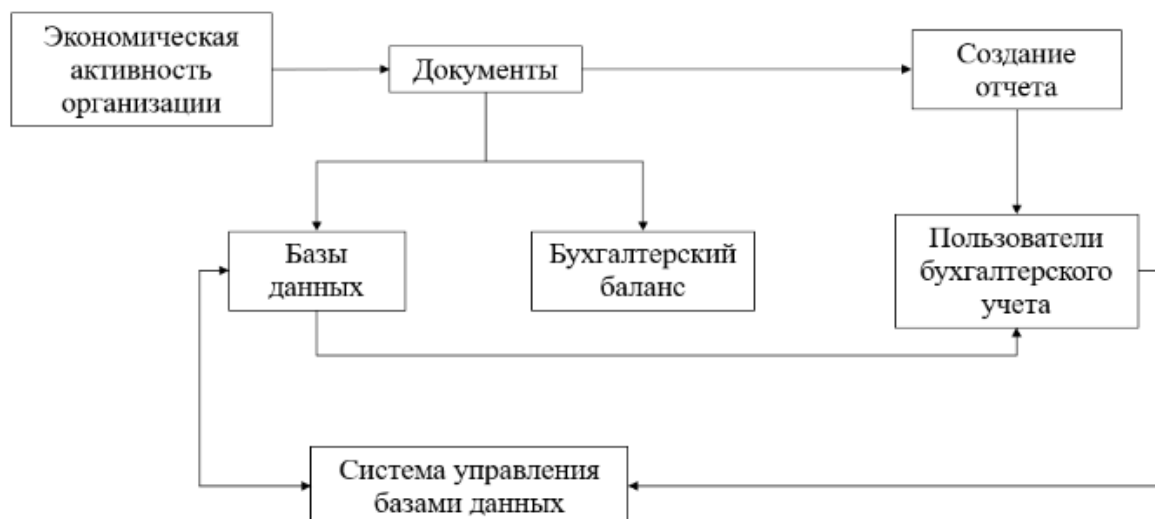 Экономическая
активность
организации
Документы
Создание
отчета
Базы
данных
Бухгалтерский
баланс
Пользователи
бухгалтерского
учета
Система управления
базами данных